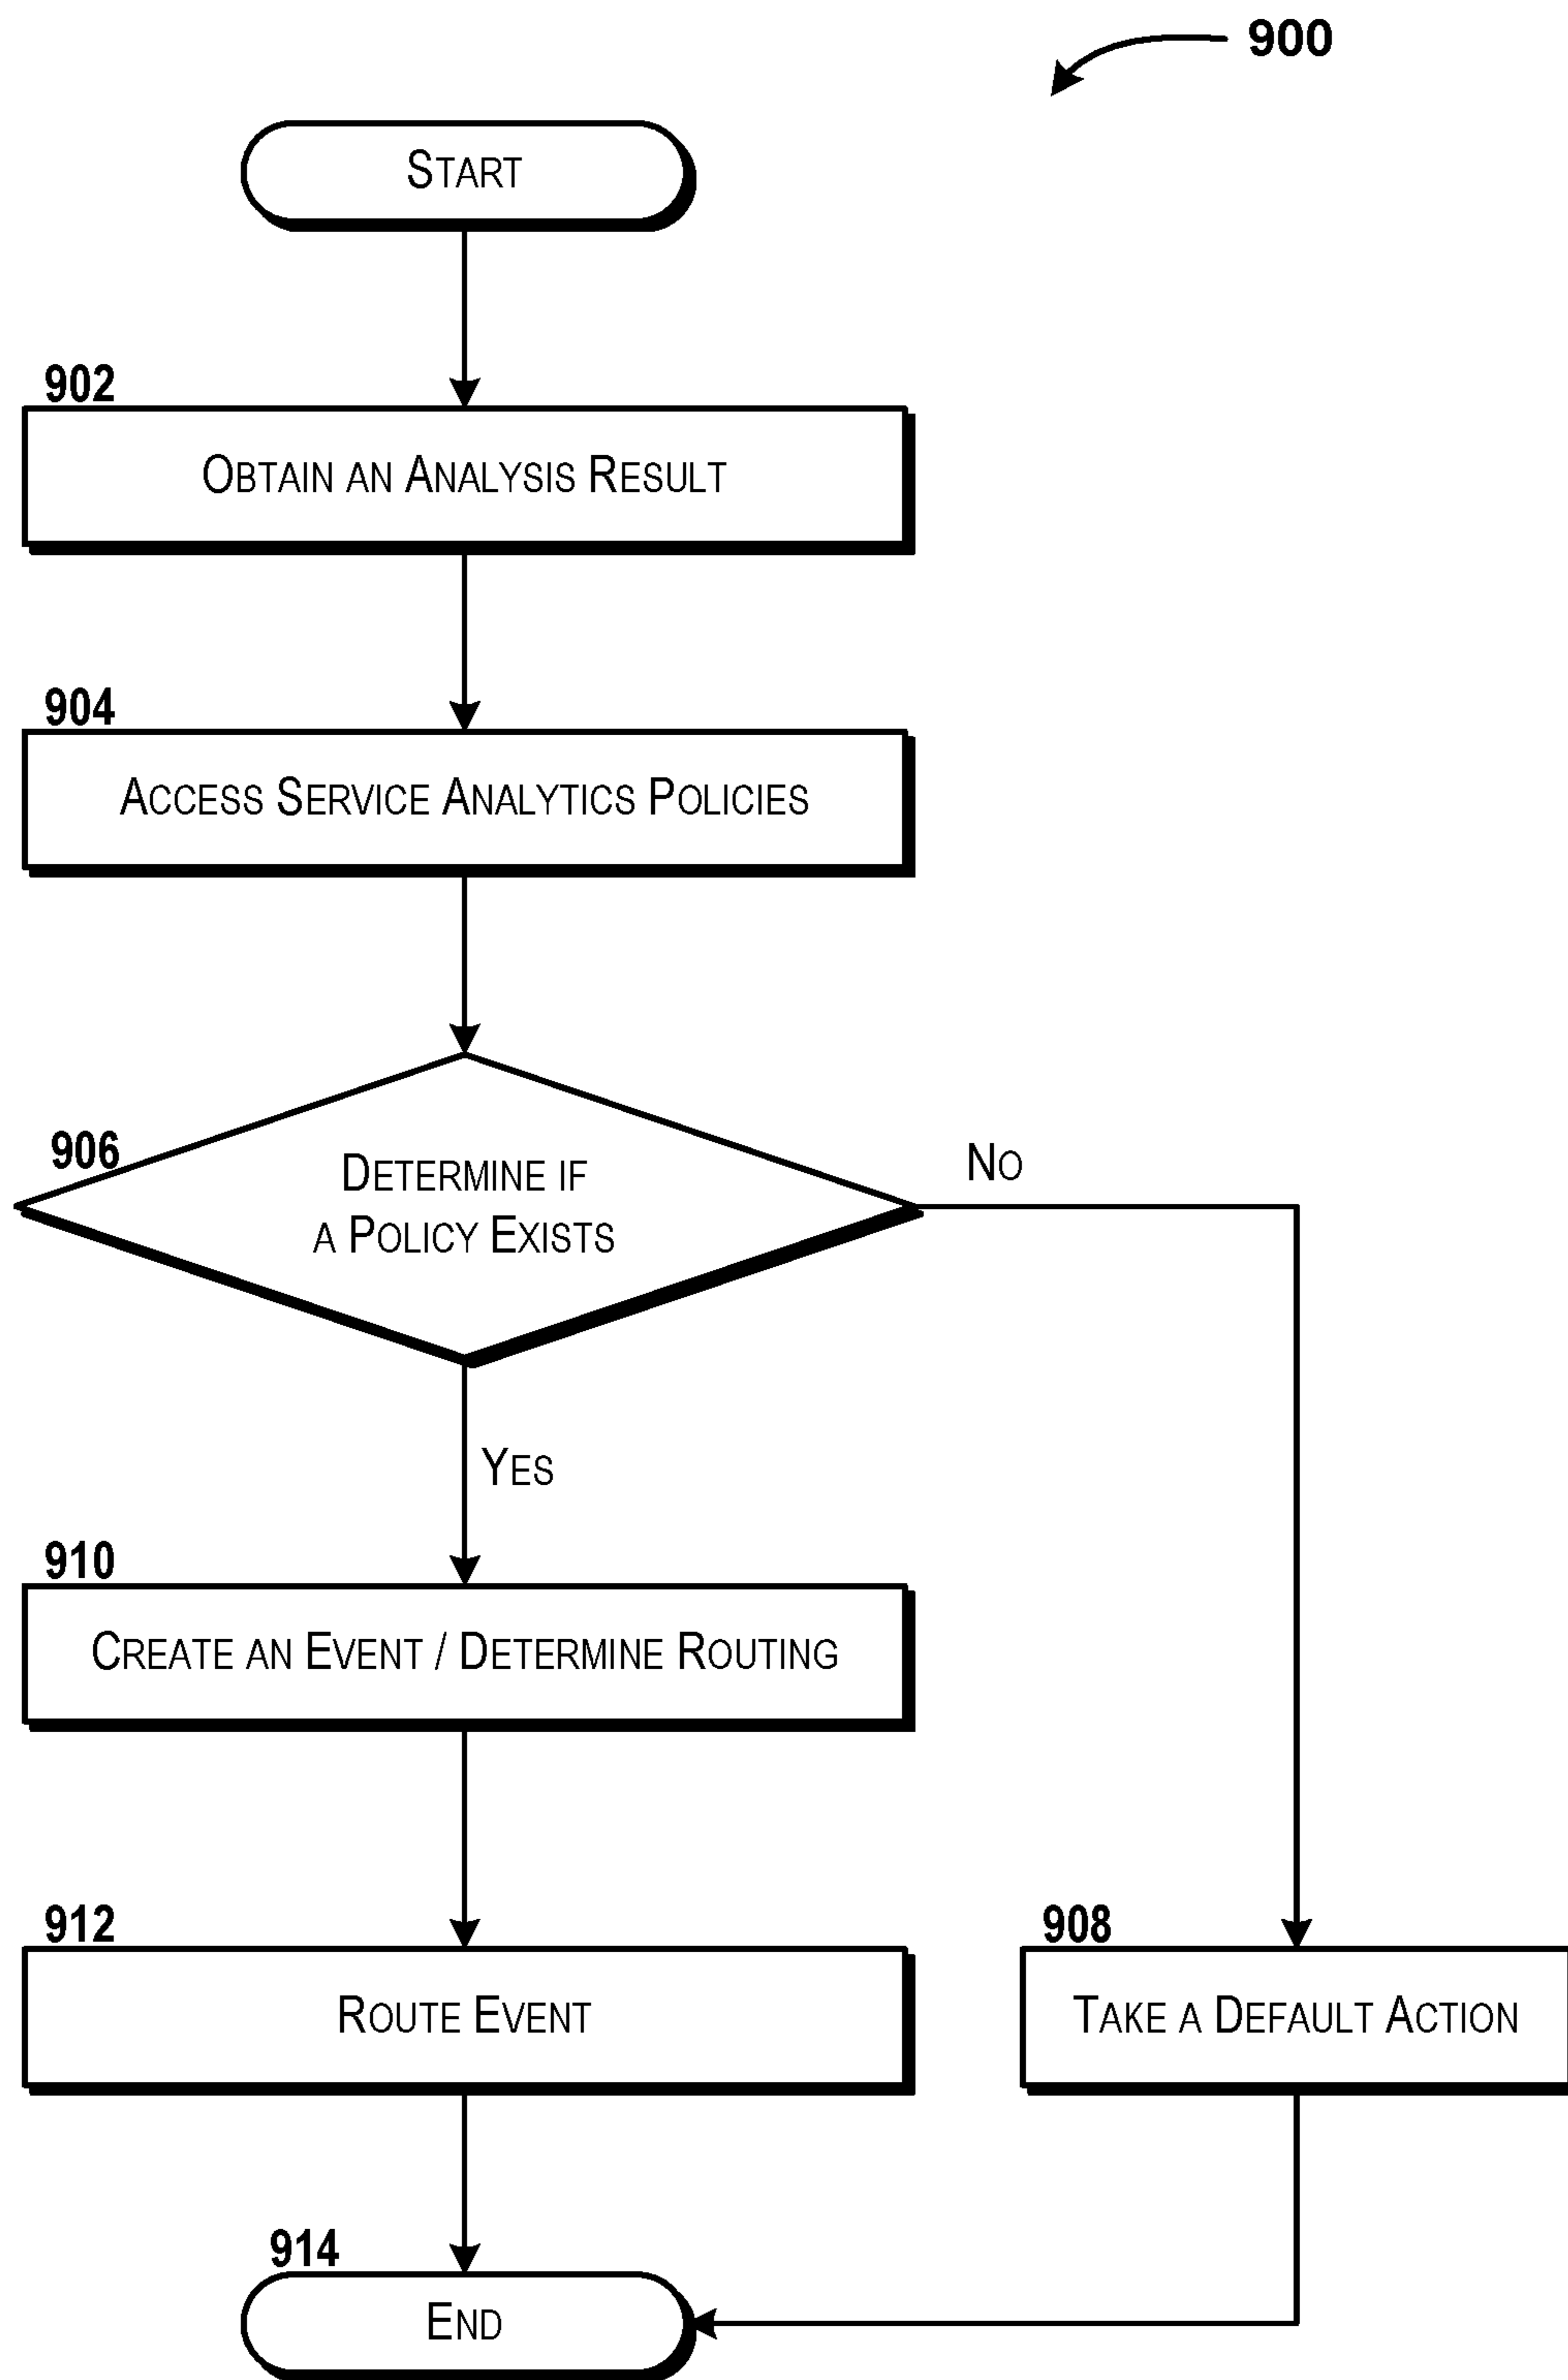 900
START
902
OBTAIN AN ANALYSIS RESULT
904
ACCESS SERVICE ANALYTICS POLICIES
906
DETERMINE IF
A POLICY EXISTS
NO
YES
910
CREATE AN EVENT / DETERMINE ROUTING
912
ROUTE EVENT
908
TAKE A DEFAULT ACTION
914
END